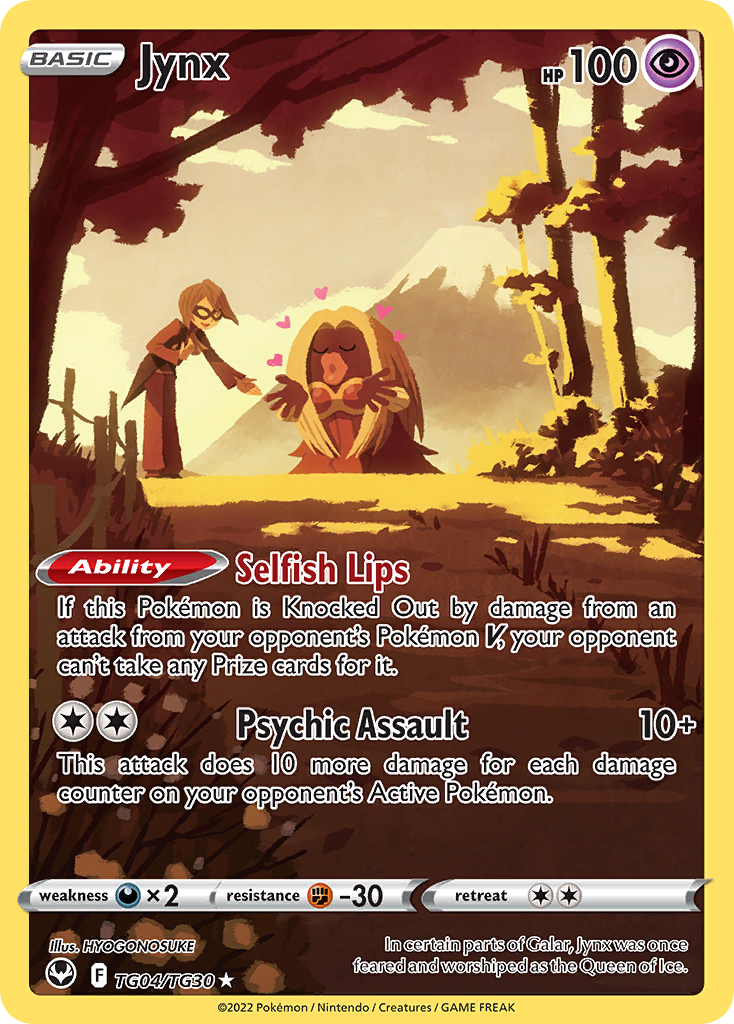 BASIC
Jynx
HP 100
Ability
Selfish Lips
If this Pokémon is Knocked Out by damage from an
attack from your opponent's Pokémon V, your opponent
can't take any Prize cards for it.
Psychic Assault 10+
This attack does 10 more damage for each damage
counter on your opponent's Active Pokémon.
weakness ×2 resistance -30 retreat
Illus. HYOGONOSUKE
In certain parts of Galar, Jynx was once
feared and worshiped as the Queen of Ice.
F TG04/TG30 ★
©2022 Pokémon / Nintendo / Creatures / GAME FREAK